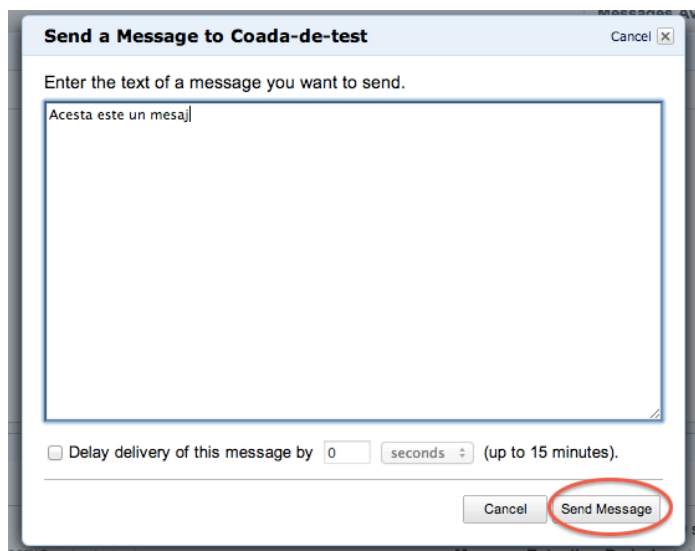 Send a Message to Coada-de-test
Cancel
Enter the text of a message you want to send.
Acesta este un mesaj
Delay delivery of this message by 0 seconds (up to 15 minutes).
Cancel Send Message